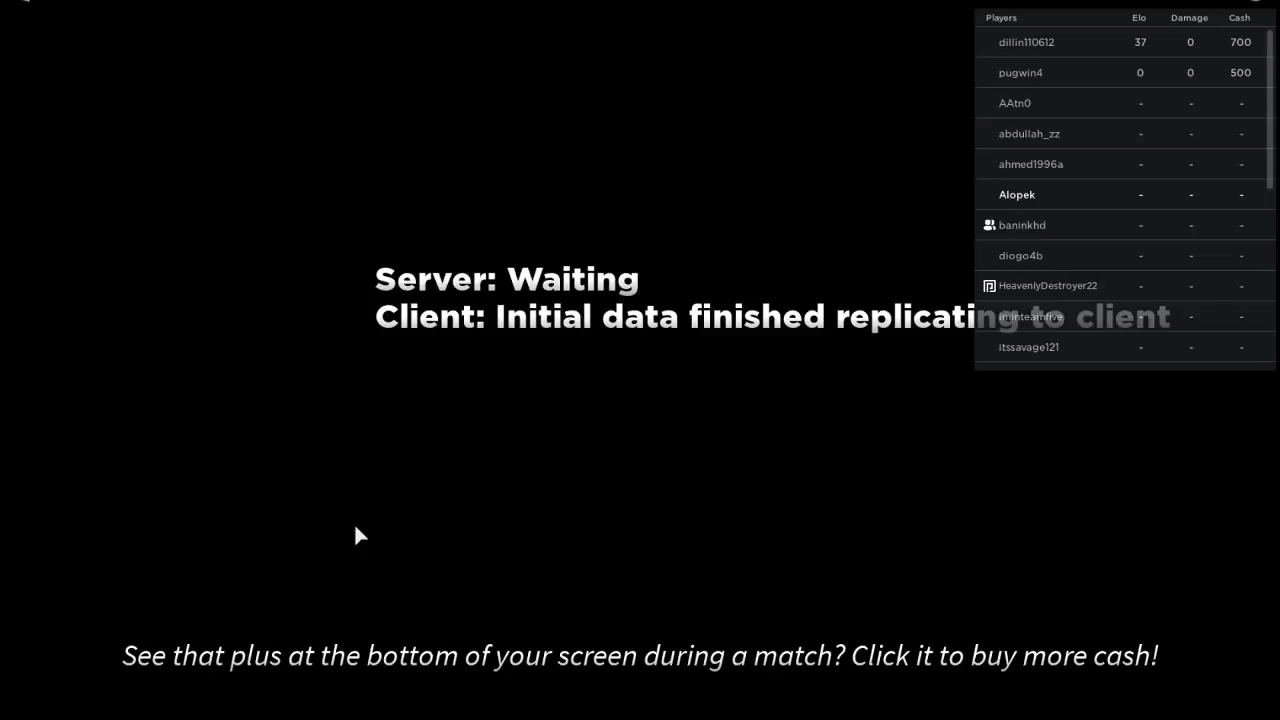 Players Elo Damage Cash
dillin110612 37 0 700
pugwin4 0 0 500
AAtn0 - - -
abdullah_zz - - -
ahmed1996a - - -
Alopek - - -
baninkhd - - -
diogo4b - - -
HeavenlyDestroyer22 - - -
iminteamfive - - -
itssavage121 - - -
Server: Waiting
Client: Initial data finished replicating to client
See that plus at the bottom of your screen during a match? Click it to buy more cash!